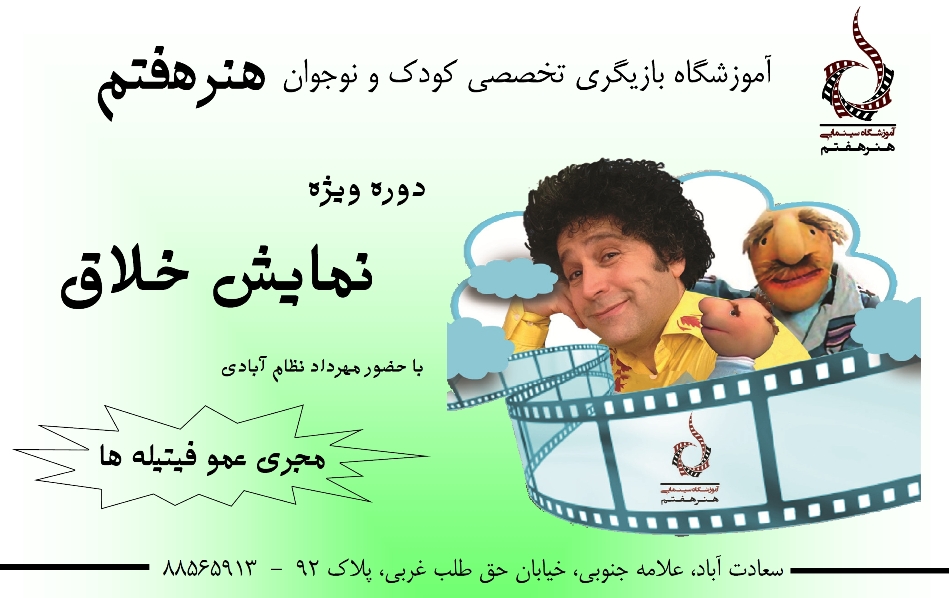 آموزشگاه بازیگری تخصصی کودک و نوجوان هنرهفتم
آموزشگاه سینمایی
هنرهفتم
دوره ویژه
نمایش خلاق
با حضور مهرداد نظام آبادی
مجری عمو فیتیله ها
آموزشگاه سینمایی
هنرهفتم
سعادت آباد، علامه جنوبی، خیابان حق طلب غربی، پلاک ۹۲ - ۸۸۵۶۵۹۱۳